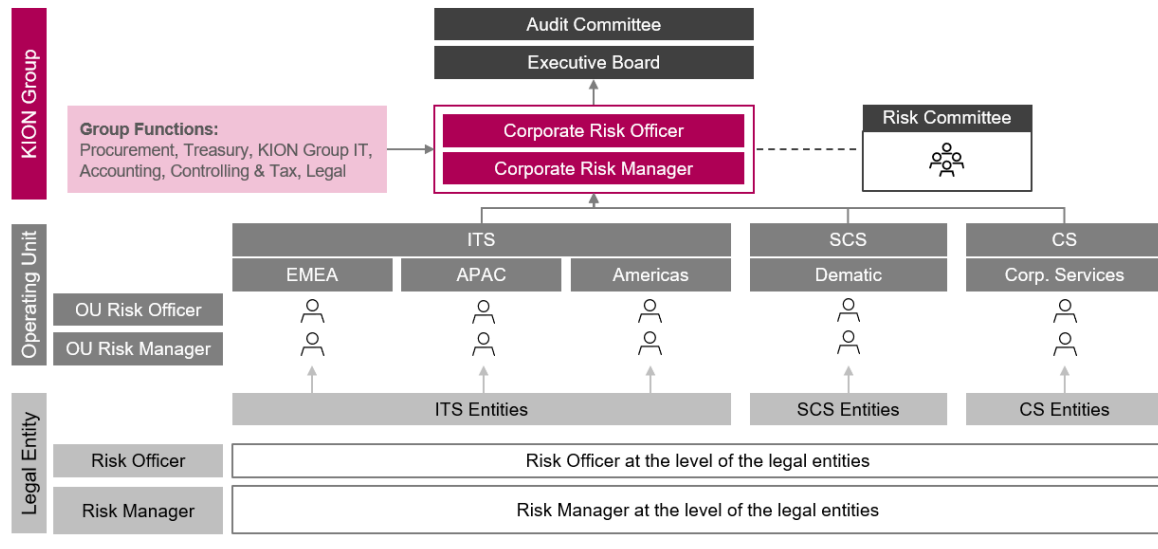 KION Group
Audit Committee
Executive Board
Group Functions:
Procurement, Treasury, KION Group IT,
Accounting, Controlling & Tax, Legal
Corporate Risk Officer
Corporate Risk Manager
Risk Committee
Operating Unit
ITS
SCS
CS
EMEA
APAC
Americas
Dematic
Corp. Services
OU Risk Officer
OU Risk Manager
Legal Entity
ITS Entities
SCS Entities
CS Entities
Risk Officer
Risk Officer at the level of the legal entities
Risk Manager
Risk Manager at the level of the legal entities